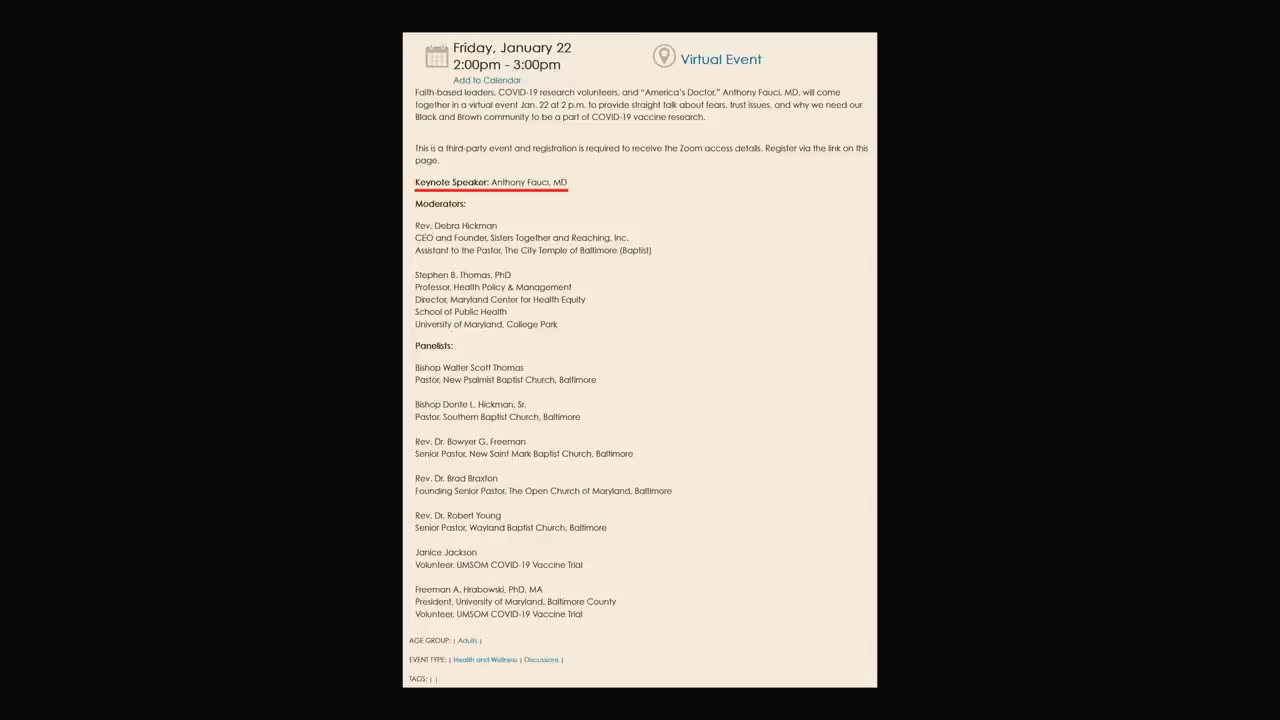 Friday, January 22
2:00pm - 3:00pm
Add to Calendar
Virtual Event
Faith-based leaders, COVID-19 research volunteers, and “America's Doctor,” Anthony Fauci, MD, will come
together in a virtual event Jan. 22 at 2 p.m. to provide straight talk about fears, trust issues, and why we need our
Black and Brown community to be a part of COVID-19 vaccine research.
This is a third-party event and registration is required to receive the Zoom access details. Register via the link on this
page.
Keynote Speaker: Anthony Fauci, MD
Moderators:
Rev. Debra Hickman
CEO and Founder, Sisters Together and Reaching, Inc.
Assistant to the Pastor, The City Temple of Baltimore (Baptist)
Stephen B. Thomas, PhD
Professor, Health Policy & Management
Director, Maryland Center for Health Equity
School of Public Health
University of Maryland, College Park
Panelists:
Bishop Walter Scott Thomas
Pastor, New Psalmist Baptist Church, Baltimore
Bishop Donte L. Hickman, Sr.
Pastor, Southern Baptist Church, Baltimore
Rev. Dr. Bowyer G. Freeman
Senior Pastor, New Saint Mark Baptist Church, Baltimore
Rev. Dr. Brad Braxton
Founding Senior Pastor, The Open Church of Maryland, Baltimore
Rev. Dr. Robert Young
Senior Pastor, Wayland Baptist Church, Baltimore
Janice Jackson
Volunteer, UMSOM COVID-19 Vaccine Trial
Freeman A. Hrabowski, PhD, MA
President, University of Maryland, Baltimore County
Volunteer, UMSOM COVID-19 Vaccine Trial
AGE GROUP: | Adults |
EVENT TYPE: | Health and Wellness | Discussions |
TAGS: | |